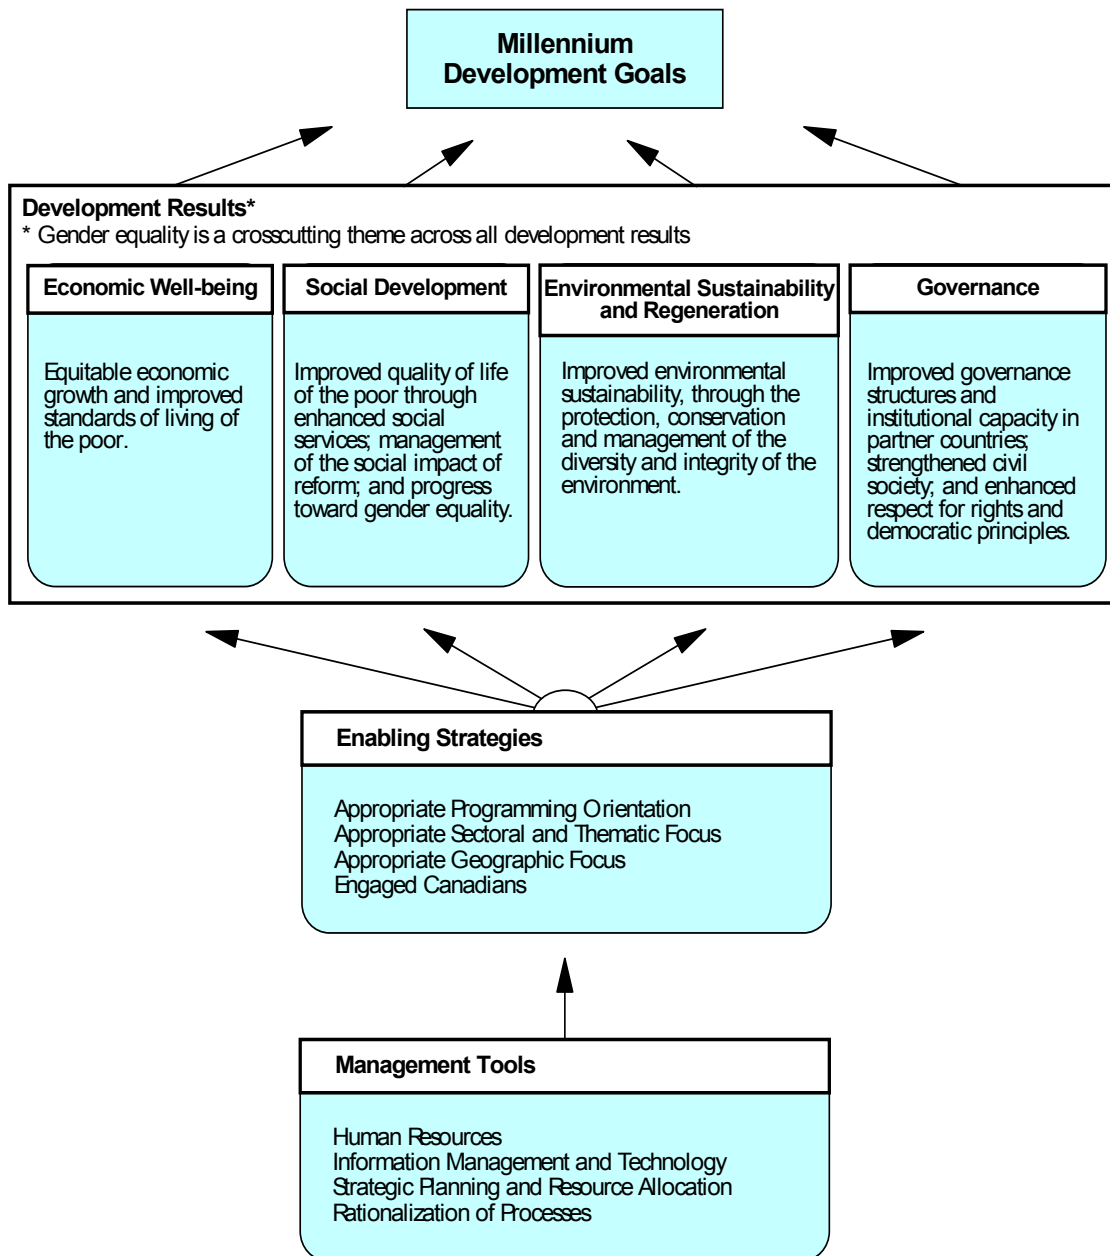 Millennium
Development Goals
Development Results*
* Gender equality is a crosscutting theme across all development results
Economic Well-being
Equitable economic
growth and improved
standards of living of
the poor.
Social Development
Improved quality of life
of the poor through
enhanced social
services; management
of the social impact of
reform; and progress
toward gender equality.
Environmental Sustainability
and Regeneration
Improved environmental
sustainability, through the
protection, conservation
and management of the
diversity and integrity of the
environment.
Governance
Improved governance
structures and
institutional capacity in
partner countries;
strengthened civil
society; and enhanced
respect for rights and
democratic principles.
Enabling Strategies
Appropriate Programming Orientation
Appropriate Sectoral and Thematic Focus
Appropriate Geographic Focus
Engaged Canadians
Management Tools
Human Resources
Information Management and Technology
Strategic Planning and Resource Allocation
Rationalization of Processes